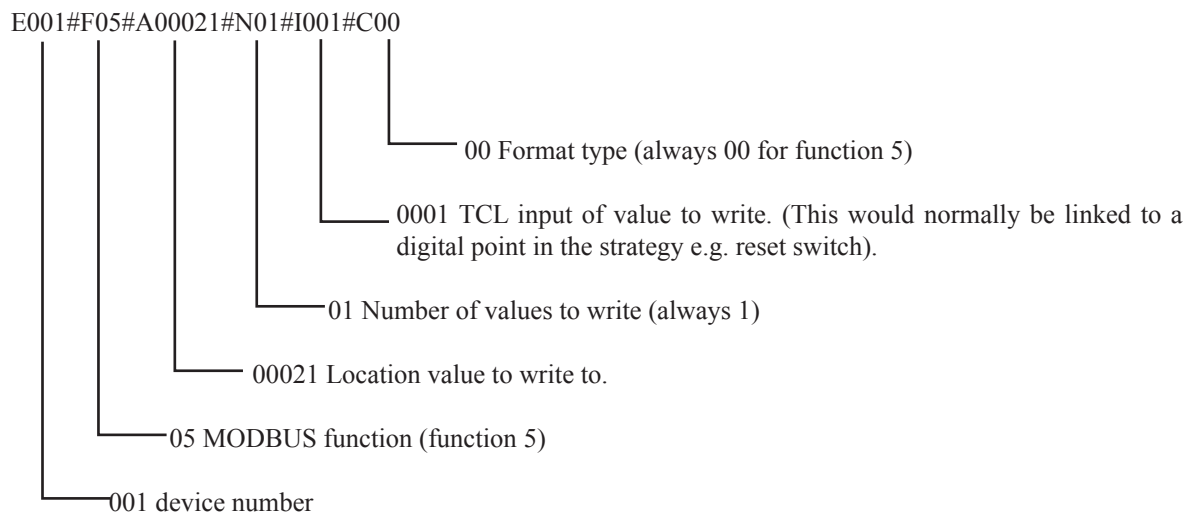 E001#F05#A00021#N01#I001#C00
00 Format type (always 00 for function 5)
0001 TCL input of value to write. (This would normally be linked to a
digital point in the strategy e.g. reset switch).
01 Number of values to write (always 1)
00021 Location value to write to.
05 MODBUS function (function 5)
001 device number